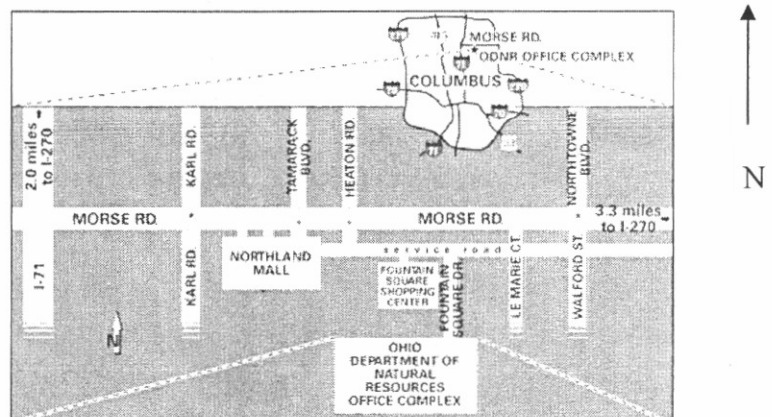 MORSE RD.
ODNR OFFICE COMPLEX
COLUMBUS
2.0 miles
to I-270
KARL RD.
TAMARACK
BLVD.
HEATON RD.
NORTHTOWNE
BLVD.
N
MORSE RD.
MORSE RD.
3.3 miles
to I-270
service road
I-71
KARL RD.
NORTHLAND
MALL
FOUNTAIN
SQUARE
SHOPPING
CENTER
FOUNTAIN
SQUARE DR.
LE MARIE CT.
WALFORD ST.
N
OHIO
DEPARTMENT OF
NATURAL
RESOURCES
OFFICE COMPLEX